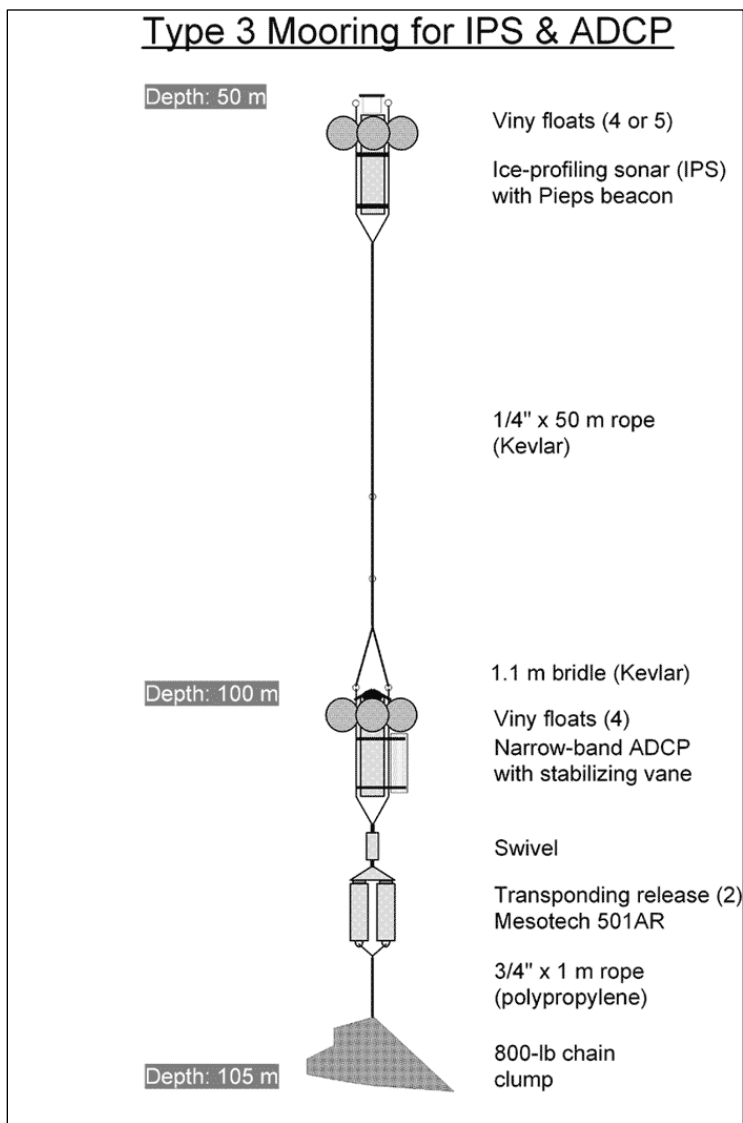 Type 3 Mooring for IPS & ADCP
Depth: 50 m
Viny floats (4 or 5)
Ice-profiling sonar (IPS)
with Pieps beacon
1/4" x 50 m rope
(Kevlar)
1.1 m bridle (Kevlar)
Depth: 100 m
Viny floats (4)
Narrow-band ADCP
with stabilizing vane
Swivel
Transponding release (2)
Mesotech 501AR
3/4" x 1 m rope
(polypropylene)
800-lb chain
clump
Depth: 105 m